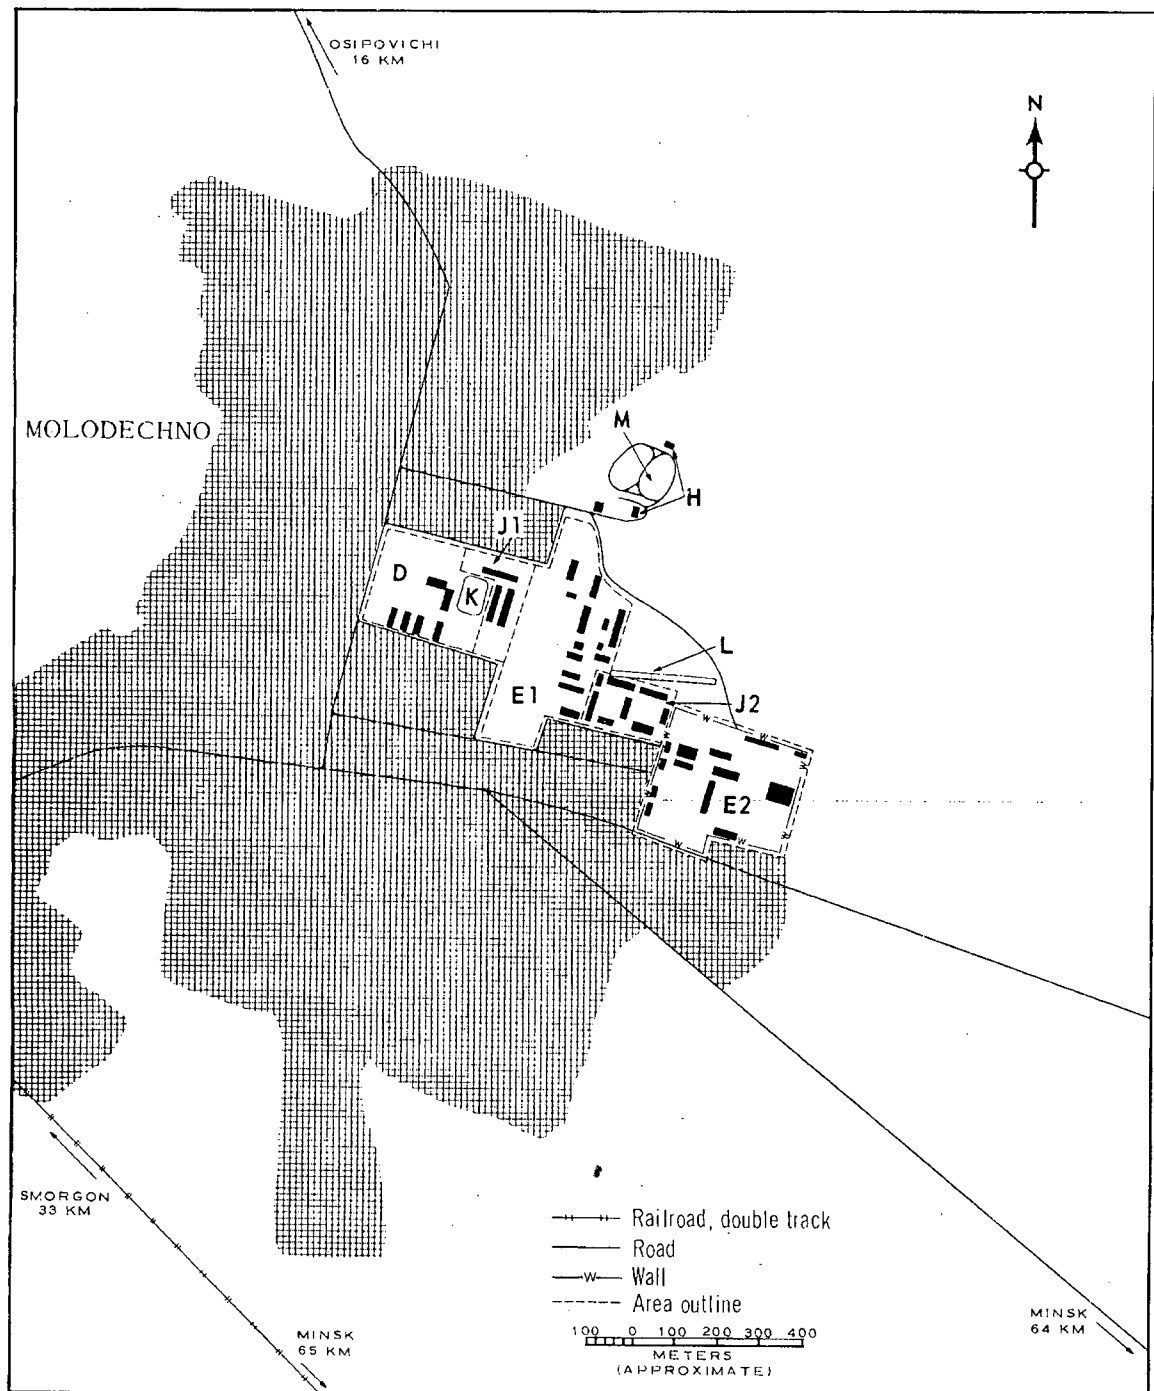 OSIPOVICHI
16 KM
N
MOLODECHNO
M
H
J1
D
K
L
E1
J2
W
W
W
W
E2
W
W
W
W
SMORGON
33 KM
Railroad, double track
Road
W
Wall
Area outline
100 0 100 200 300 400
METERS
(APPROXIMATE)
MINSK
65 KM
MINSK
64 KM